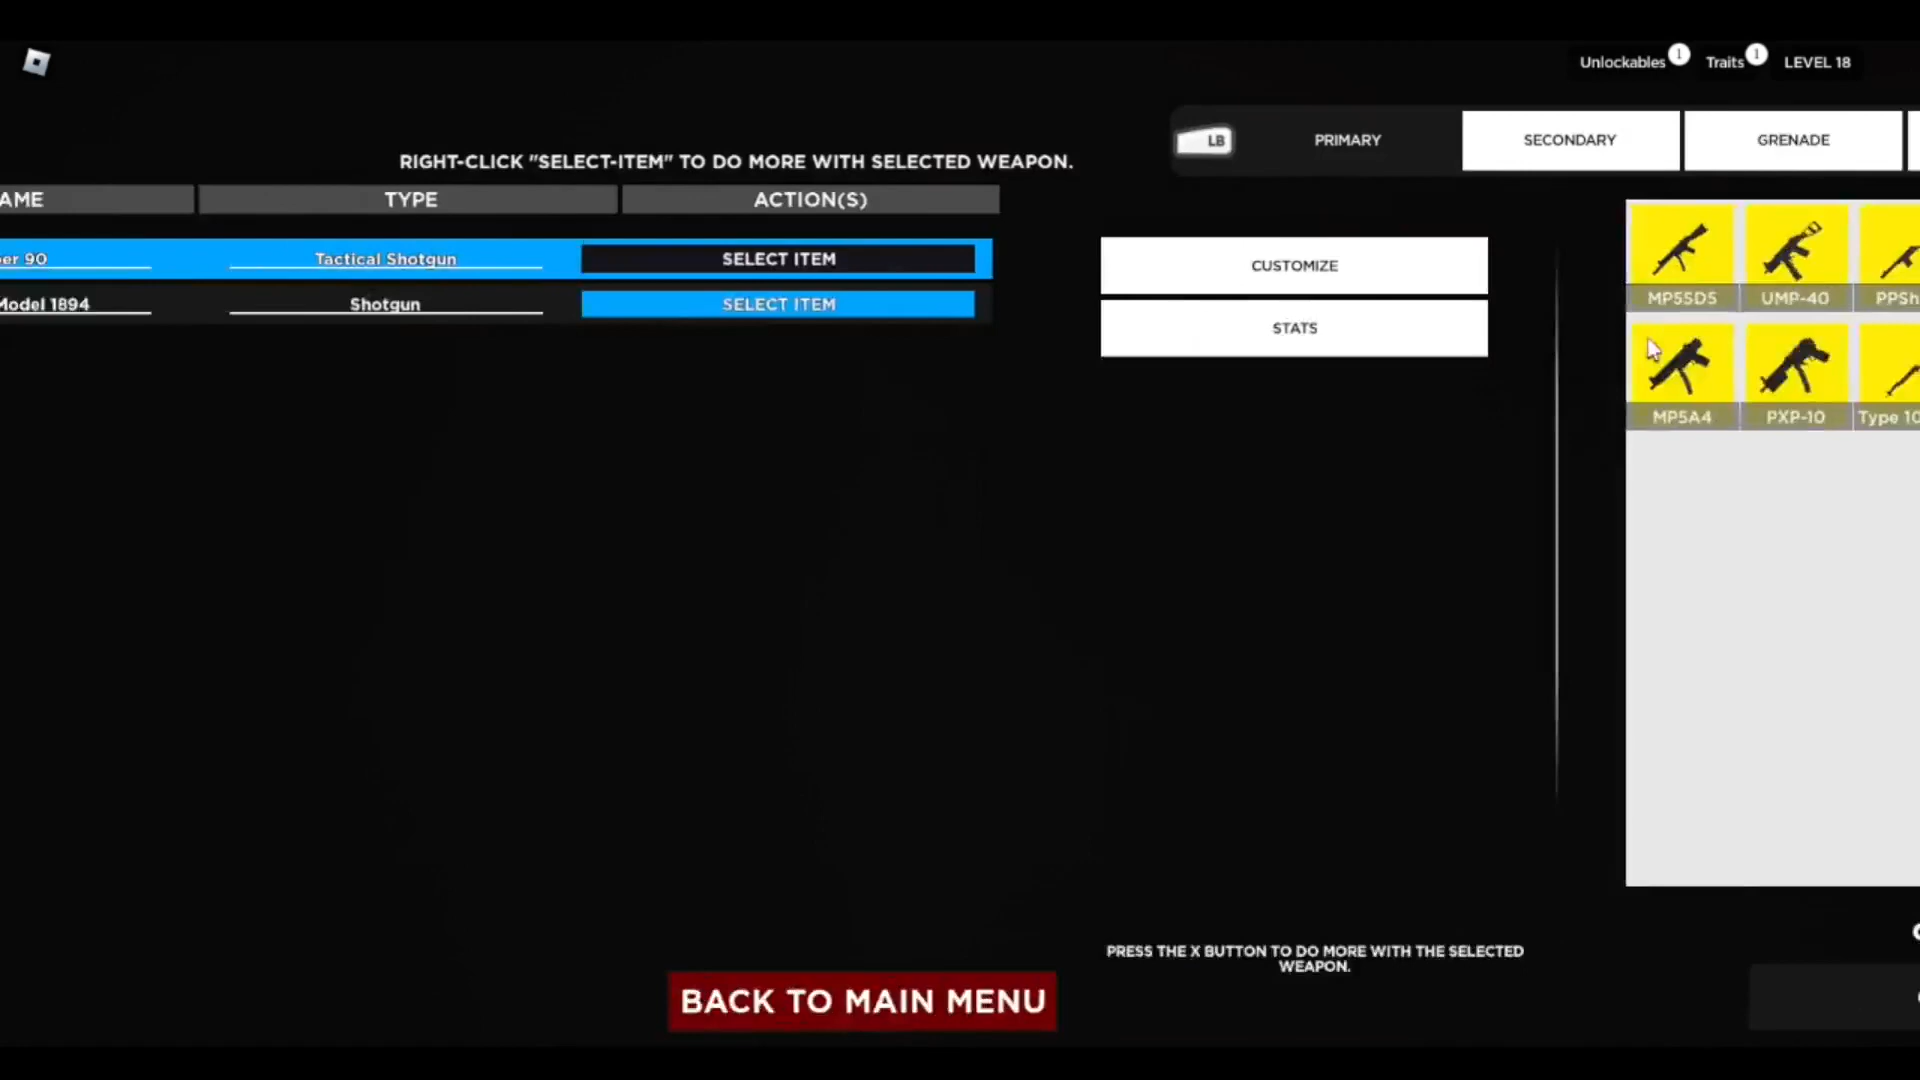 Unlockables 1 Traits 1 LEVEL 18
LB PRIMARY SECONDARY GRENADE
RIGHT-CLICK "SELECT-ITEM" TO DO MORE WITH SELECTED WEAPON.
AME TYPE ACTION(S)
er 90 Tactical Shotgun SELECT ITEM
Model 1894 Shotgun SELECT ITEM
CUSTOMIZE
STATS
MP5SD5 UMP-40 PPSh
MP5A4 PXP-10 Type 10
PRESS THE X BUTTON TO DO MORE WITH THE SELECTED
WEAPON.
BACK TO MAIN MENU